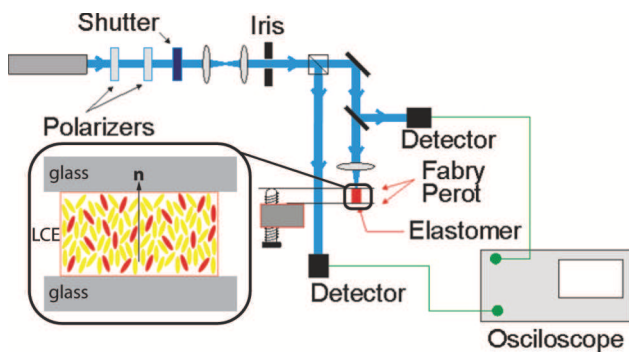 Shutter
Iris
Polarizers
Detector
Fabry
Perot
Elastomer
glass
n
LCE
glass
Detector
Osciloscope